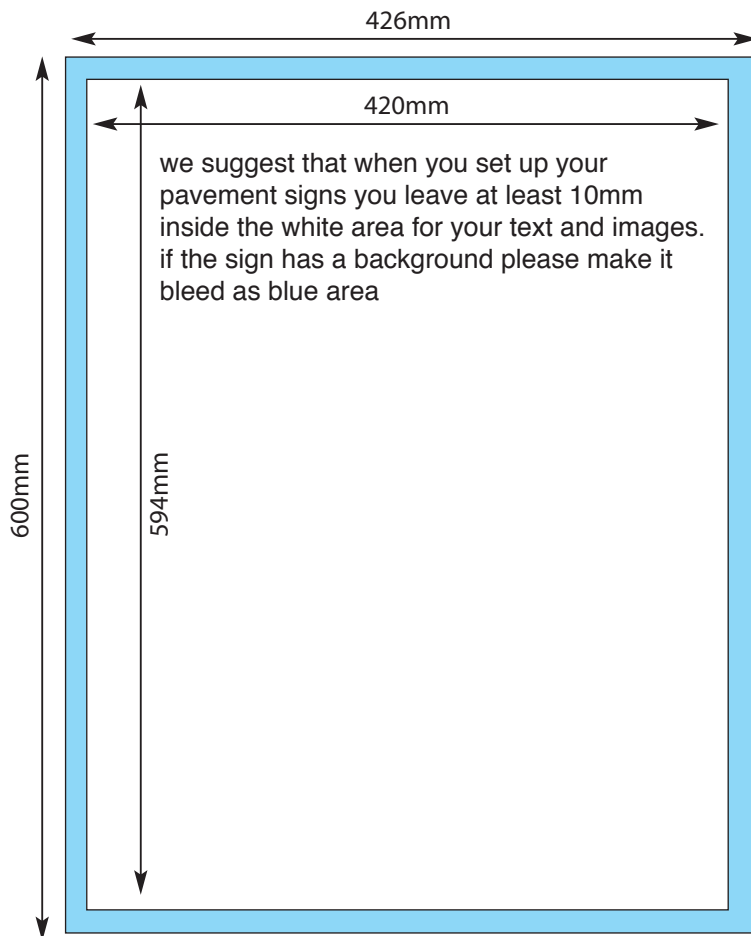 426mm
420mm
we suggest that when you set up your
pavement signs you leave at least 10mm
inside the white area for your text and images.
if the sign has a background please make it
bleed as blue area
600mm
594mm